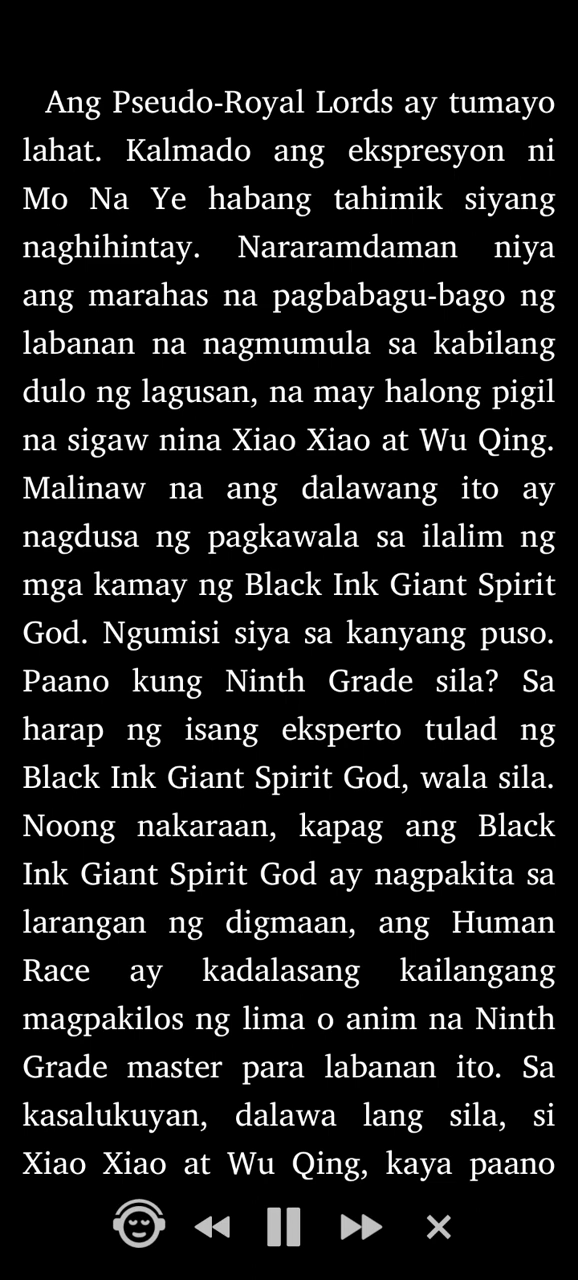 Ang Pseudo-Royal Lords ay tumayo
lahat. Kalmado ang ekspresyon ni
Mo Na Ye habang tahimik siyang
naghihintay. Nararamdaman niya
ang marahas na pagbabagu-bago ng
labanan na nagmumula sa kabilang
dulo ng lagusan, na may halong pigil
na sigaw nina Xiao Xiao at Wu Qing.
Malinaw na ang dalawang ito ay
nagdusa ng pagkawala sa ilalim ng
mga kamay ng Black Ink Giant Spirit
God. Ngumisi siya sa kanyang puso.
Paano kung Ninth Grade sila? Sa
harap ng isang eksperto tulad ng
Black Ink Giant Spirit God, wala sila.
Noong nakaraan, kapag ang Black
Ink Giant Spirit God ay nagpakita sa
larangan ng digmaan, ang Human
Race ay kadalasang kailangang
magpakilos ng lima o anim na Ninth
Grade master para labanan ito. Sa
kasalukuyan, dalawa lang sila, si
Xiao Xiao at Wu Qing, kaya paano